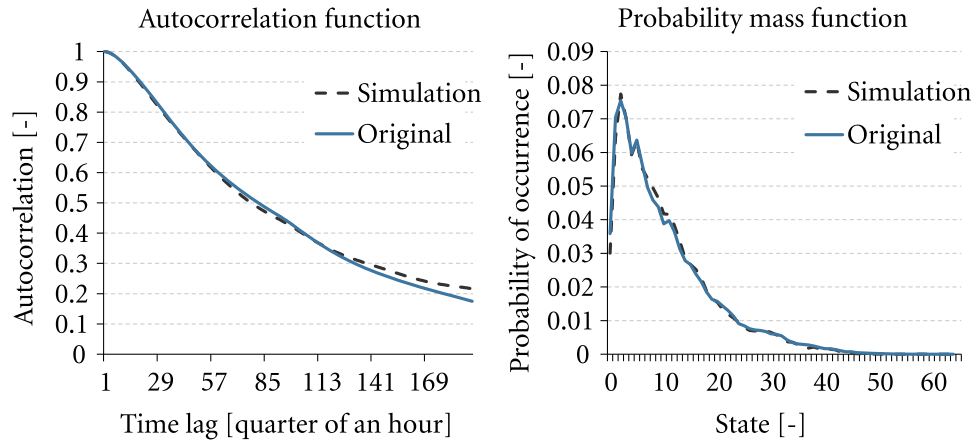 Autocorrelation function
Autocorrelation [-]
1
0.9
0.8
0.7
0.6
0.5
0.4
0.3
0.2
0.1
0
Simulation
Original
1 29 57 85 113 141 169
Time lag [quarter of an hour]
Probability mass function
Probability of occurrence [-]
0.09
0.08
0.07
0.06
0.05
0.04
0.03
0.02
0.01
0
Simulation
Original
0 10 20 30 40 50 60
State [-]